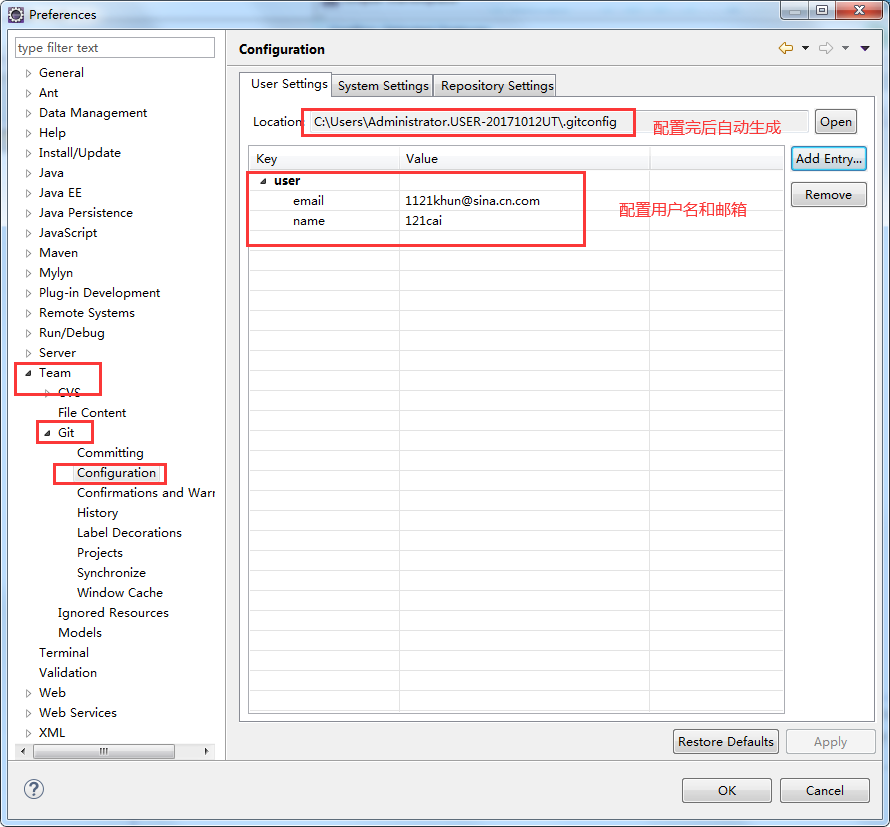 Preferences
type filter text
General
Ant
Data Management
Help
Install/Update
Java
Java EE
Java Persistence
JavaScript
Maven
Mylyn
Plug-in Development
Remote Systems
Run/Debug
Server
Team
CVS
File Content
Git
Committing
Configuration
Confirmations and Warr
History
Label Decorations
Projects
Synchronize
Window Cache
Ignored Resources
Models
Terminal
Validation
Web
Web Services
XML
Configuration
User Settings System Settings Repository Settings
Location: C:\Users\Administrator.USER-20171012UT\.gitconfig 配置完后自动生成 Open
Key Value Add Entry...
user
email 1121khun@sina.cn.com Remove
name 121cai 配置用户名和邮箱
Restore Defaults Apply
OK Cancel